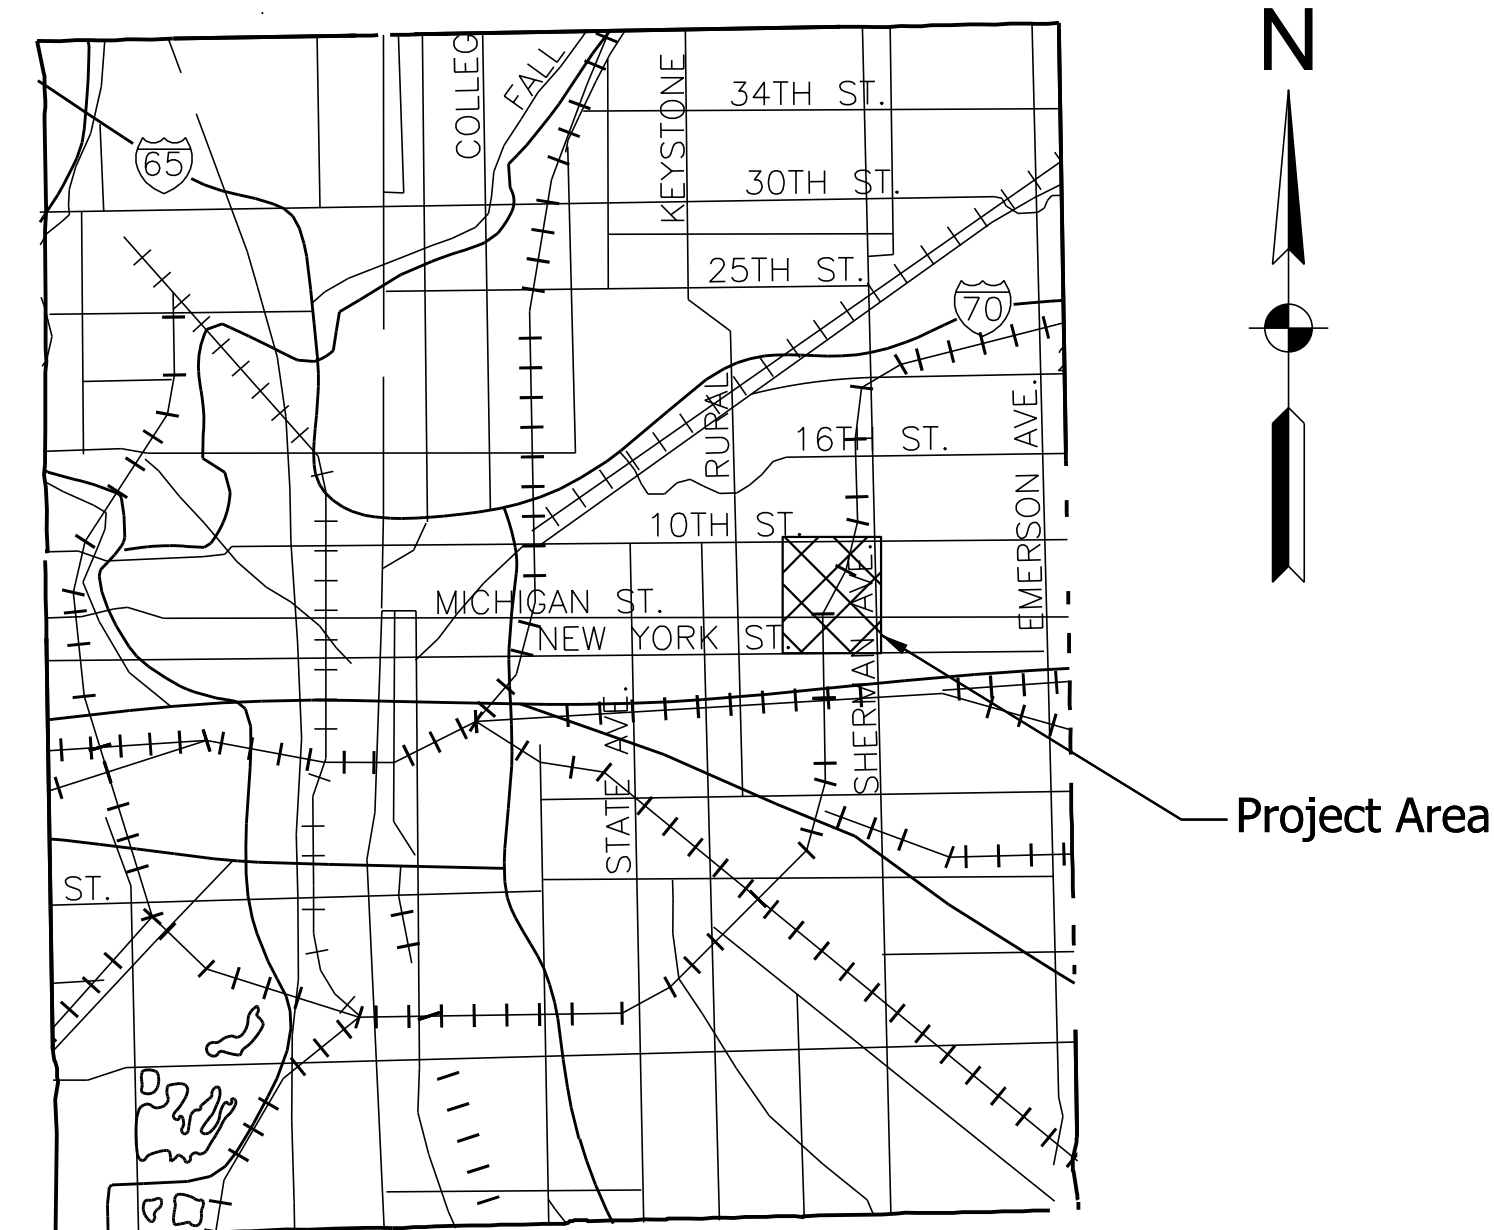 N
COLLEG
FALL
KEYSTONE
34TH ST.
65
30TH ST.
25TH ST.
70
RURAL
16TH ST.
EMERSON AVE.
10TH ST.
MICHIGAN ST.
NEW YORK ST.
SHERMAN AVE.
STATE AVE.
Project Area
ST.